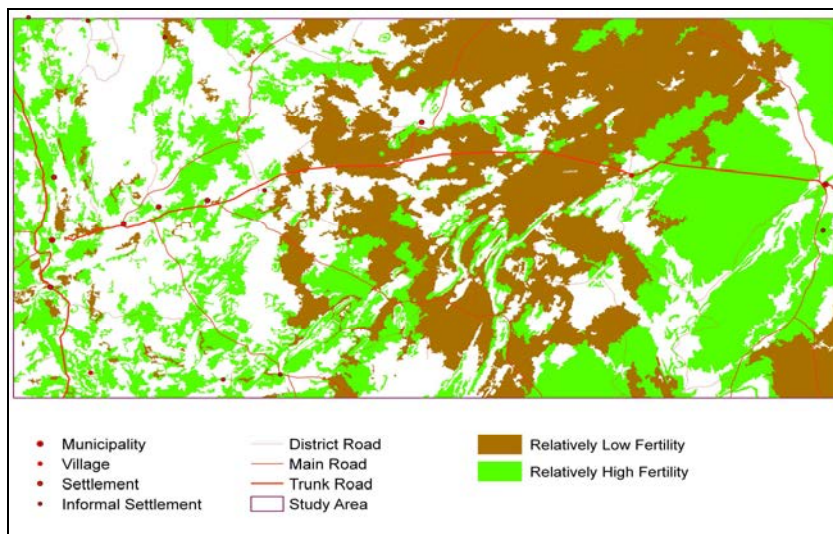 Municipality
Village
Settlement
Informal Settlement
District Road
Main Road
Trunk Road
Study Area
Relatively Low Fertility
Relatively High Fertility